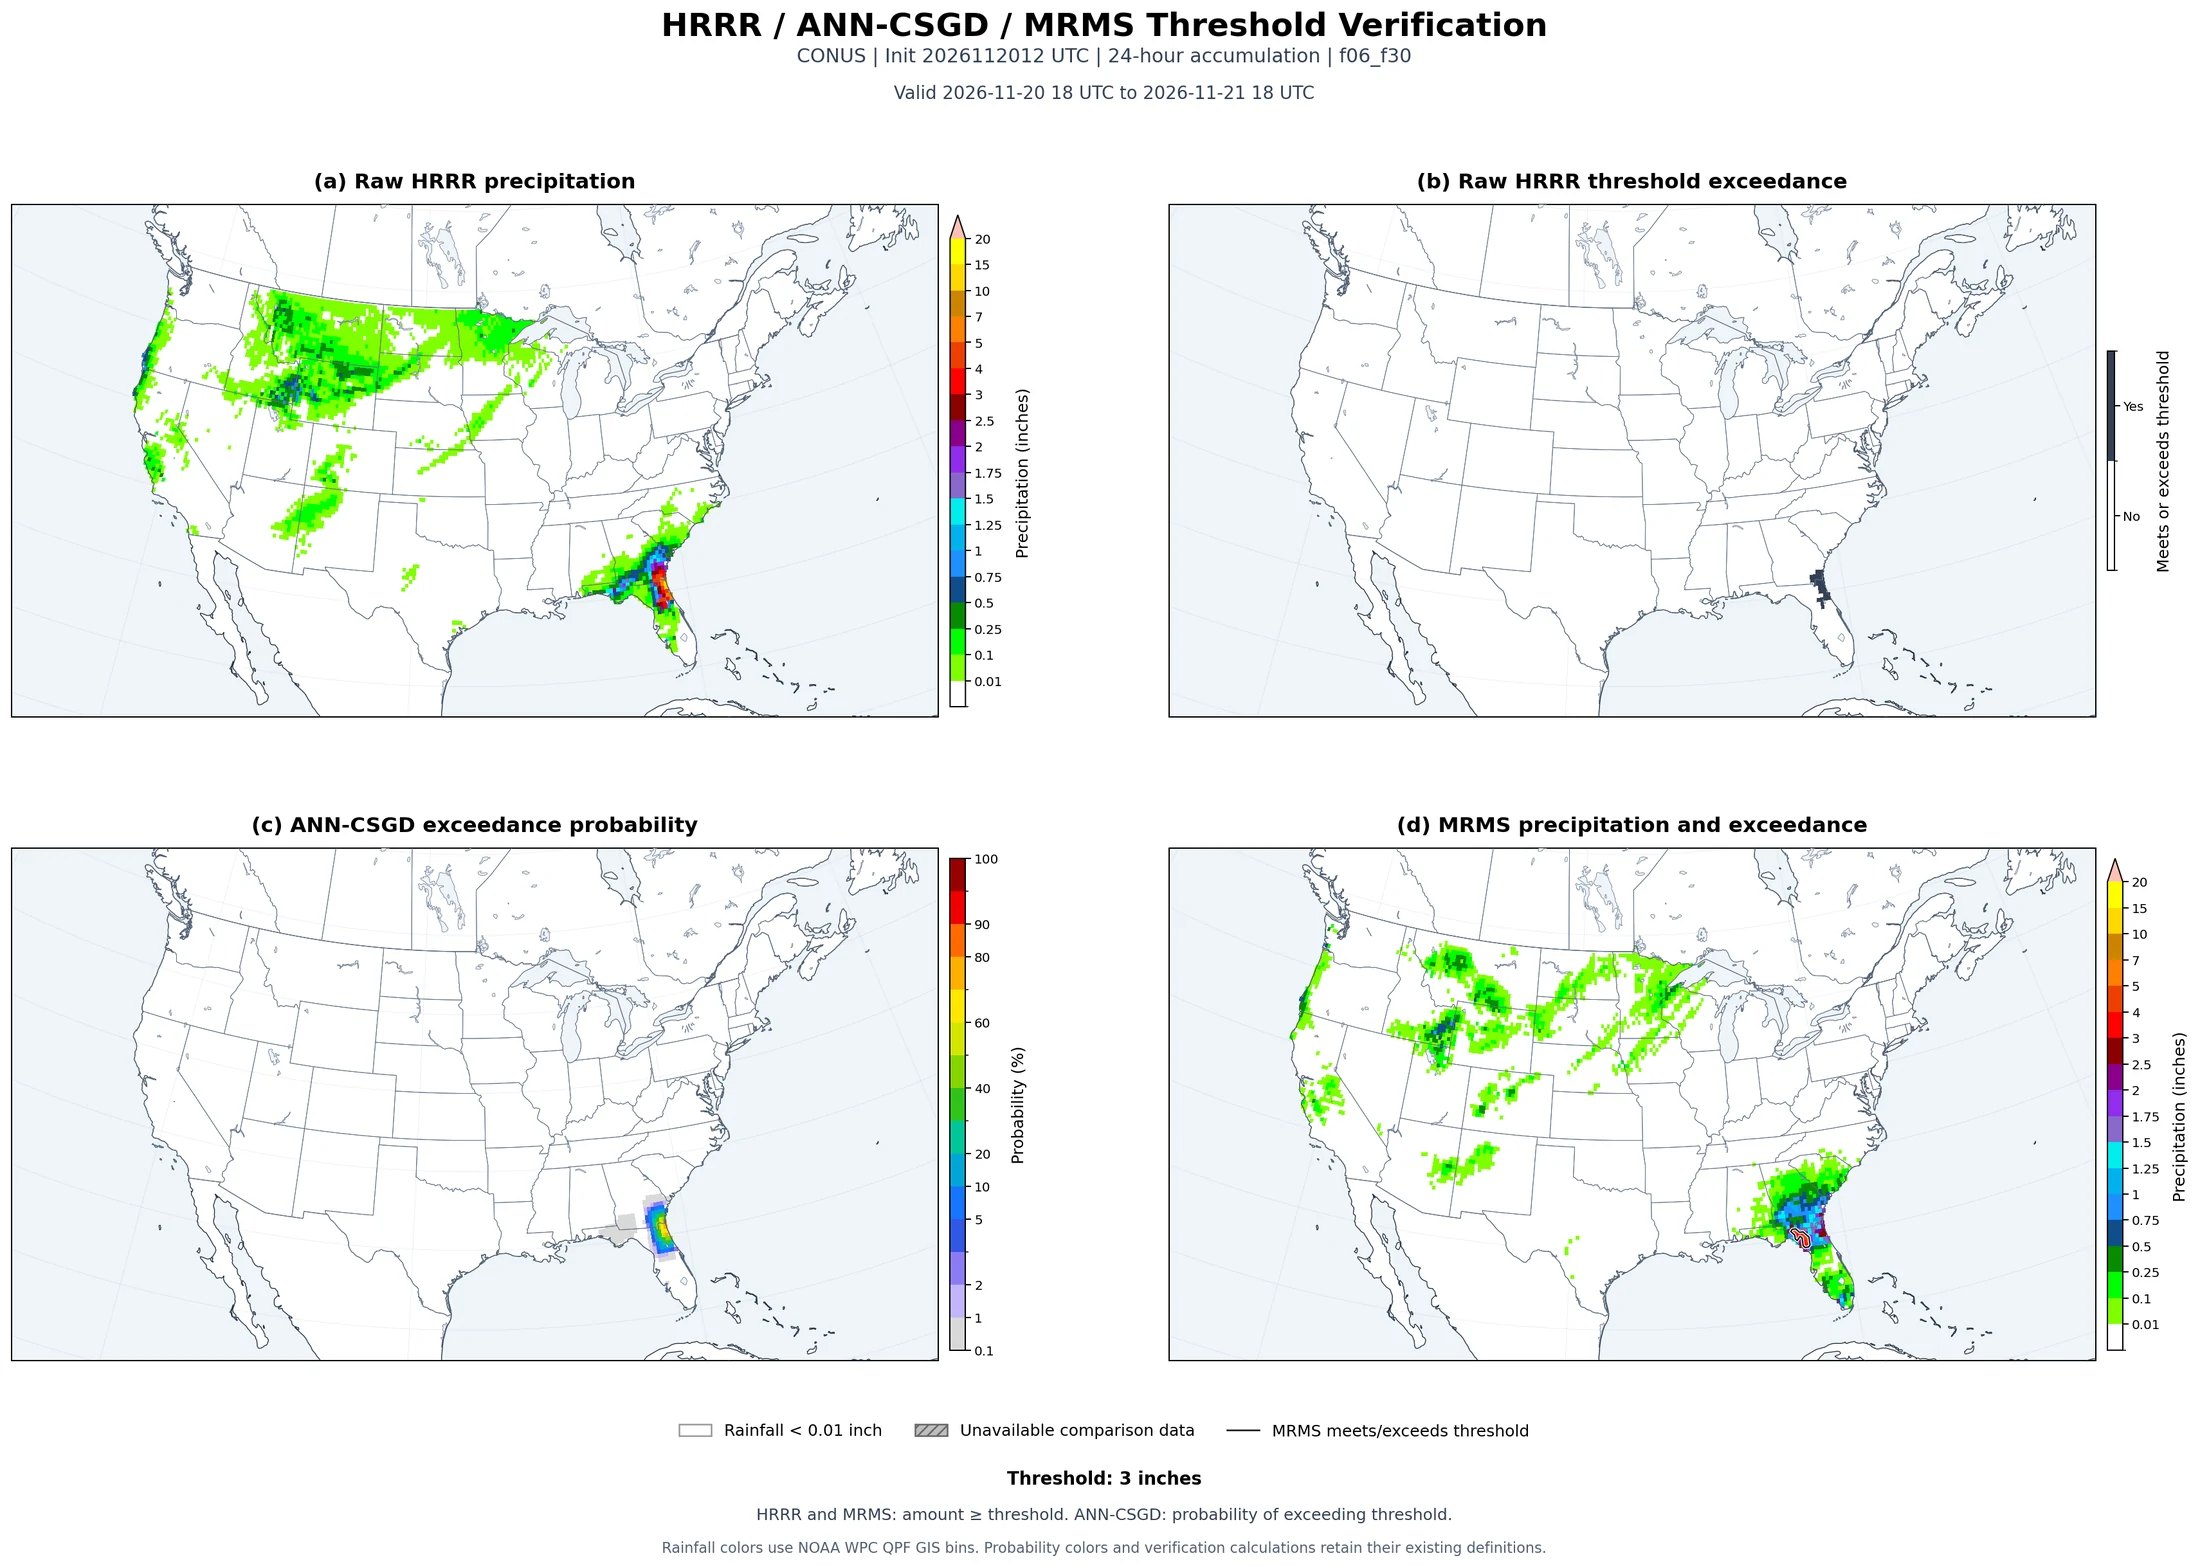 HRRR / ANN-CSGD / MRMS Threshold Verification
CONUS | Init 2026112012 UTC | 24-hour accumulation | f06_f30
Valid 2026-11-20 18 UTC to 2026-11-21 18 UTC
(a) Raw HRRR precipitation
20
15
10
7
5
4
3
2.5
2
1.75
1.5
1.25
1
0.75
0.5
0.25
0.1
0.01
Precipitation (inches)
(b) Raw HRRR threshold exceedance
Yes
No
Meets or exceeds threshold
(c) ANN-CSGD exceedance probability
100
90
80
60
40
20
10
5
2
1
0.1
Probability (%)
(d) MRMS precipitation and exceedance
20
15
10
7
5
4
3
2.5
2
1.75
1.5
1.25
1
0.75
0.5
0.25
0.1
0.01
Precipitation (inches)
Rainfall < 0.01 inch
Unavailable comparison data
MRMS meets/exceeds threshold
Threshold: 3 inches
HRRR and MRMS: amount ≥ threshold. ANN-CSGD: probability of exceeding threshold.
Rainfall colors use NOAA WPC QPF GIS bins. Probability colors and verification calculations retain their existing definitions.